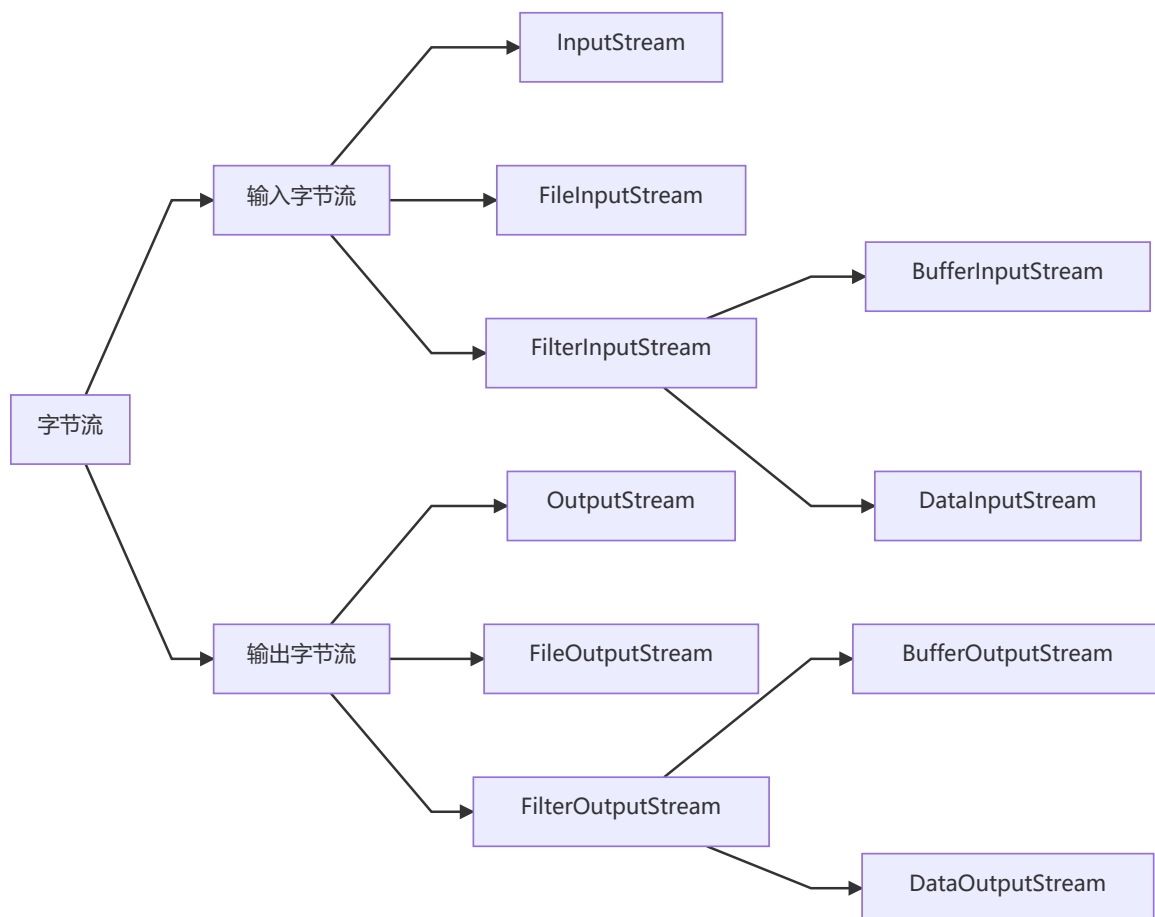 InputStream
输入字节流
FileInputStream
BufferInputStream
FilterInputStream
字节流
DataInputStream
OutputStream
输出字节流
FileOutputStream
BufferOutputStream
FilterOutputStream
DataOutputStream